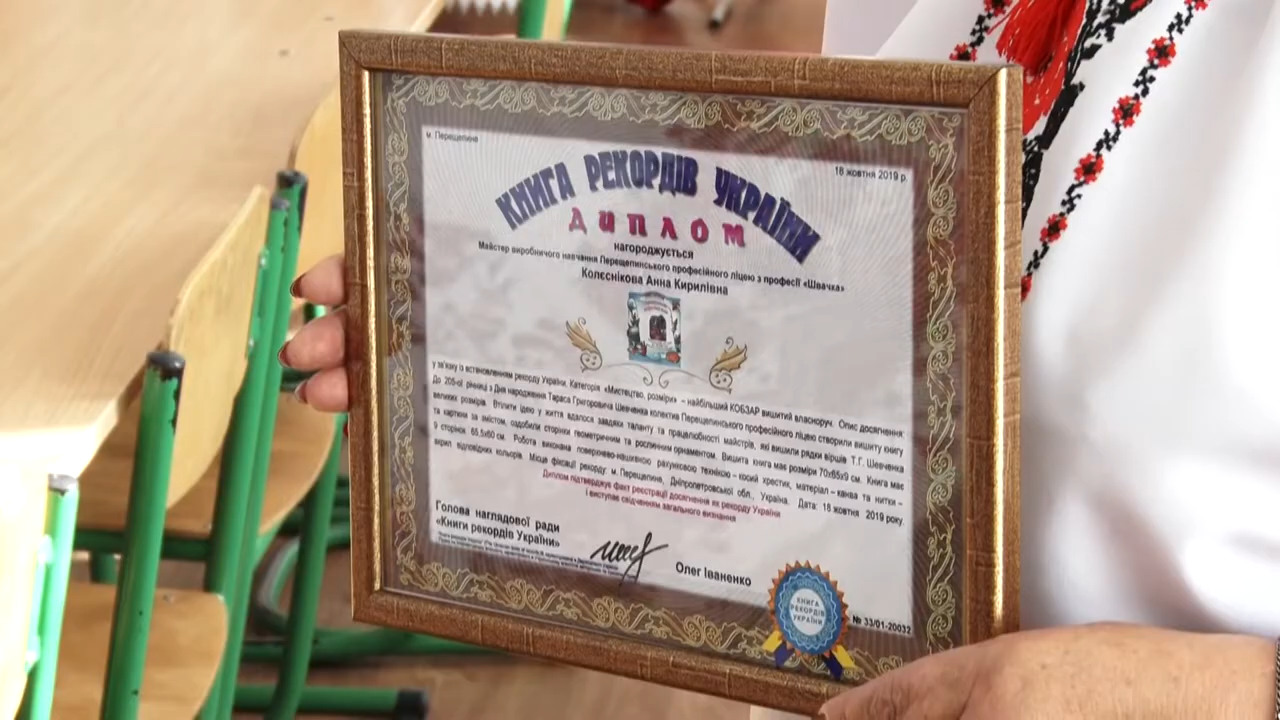 м. Перещепине
18 жовтня 2019 р.
КНИГА РЕКОРДІВ УКРАЇНИ
ДИПЛОМ
нагороджується
Майстер виробничого навчання Перещепинського професійного ліцею з професії «Швачка»
Колєснікова Анна Кирилівна
у зв'язку із встановленням рекорду України. Категорія «Мистецтво, розміри» – найбільший КОБЗАР вишитий власноруч. Опис досягнення:
До 205-ої річниці з Дня народження Тараса Григоровича Шевченка колектив Перещепинського професійного ліцею створили вишиту книгу
великих розмірів. Втілити ідею у життя вдалося завдяки таланту та працелюбності майстрів, які вишили рядки віршів Т.Г. Шевченка
та картини за змістом, оздобили сторінки геометричним та рослинним орнаментом. Вишита книга має розміри 70х65х9 см. Книга має
9 сторінок 65,5х60 см. Робота виконана поверхнево-нашивною рахунковою технікою – косий хрестик, матеріал – канва та нитки –
акрил відповідних кольорів. Місце фіксації рекорду: м. Перещепине, Дніпропетровської обл., Україна. Дата: 18 жовтня 2019 року.
Диплом підтверджує факт реєстрації досягнення як рекорду України
і виступає свідченням загального визнання
Голова наглядової ради
«Книги рекордів України»
Олег Іваненко
КНИГА
РЕКОРДІВ
УКРАЇНИ
№ 33/01-20032